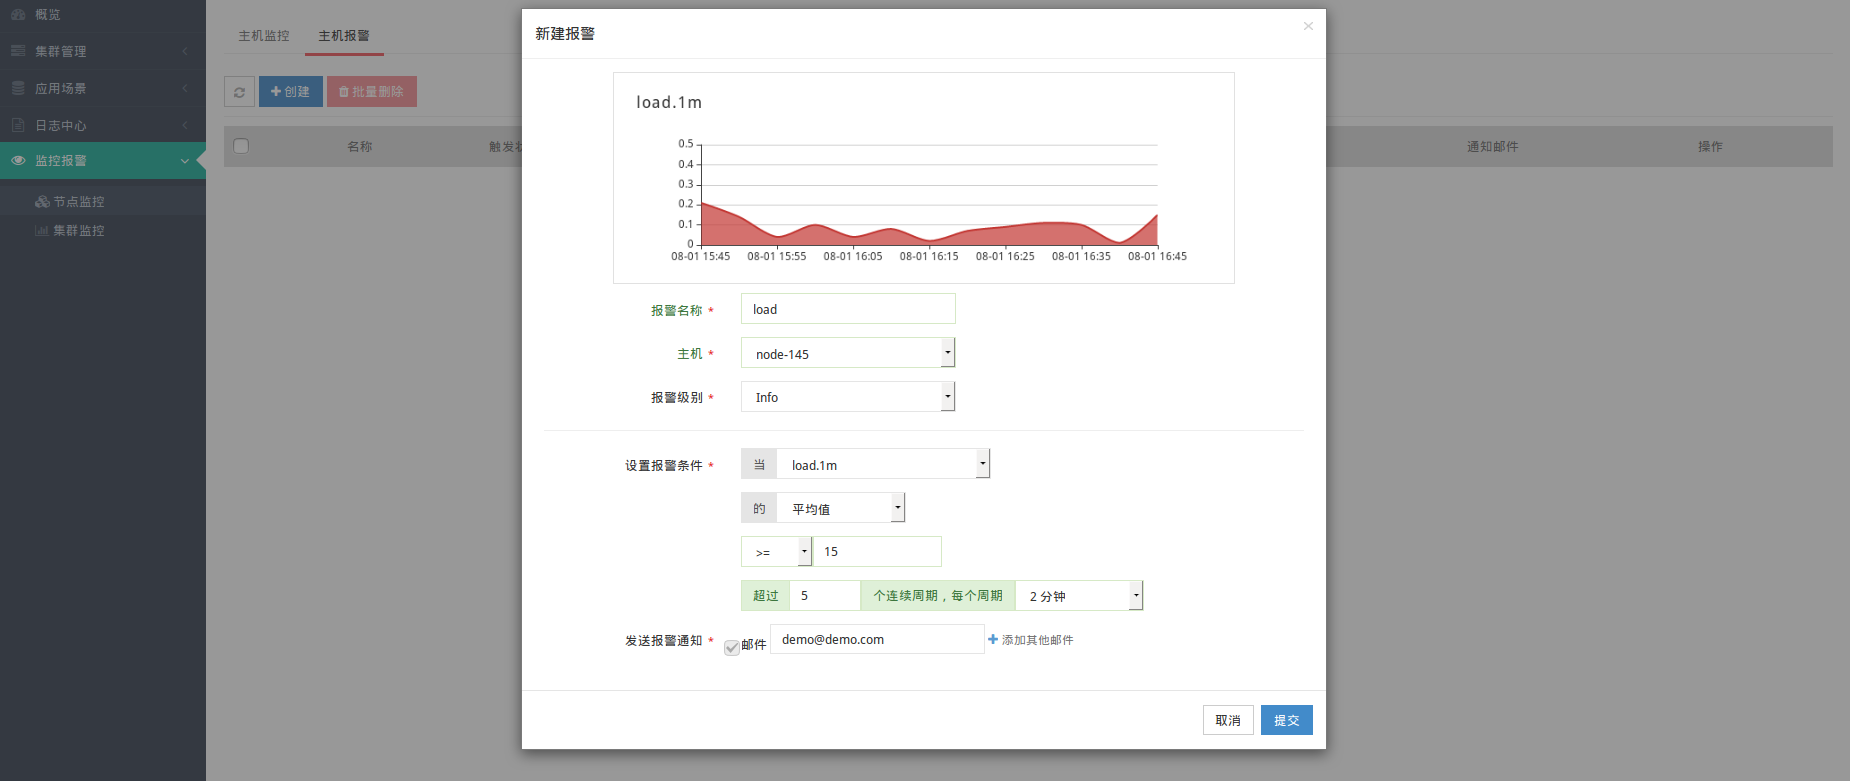 概览
集群管理
应用场景
日志中心
监控报警
节点监控
集群监控
主机监控 主机报警
创建 批量删除
名称 通知邮件 操作
新建报警 ×
load.1m
0.5
0.4
0.3
0.2
0.1
0
08-01 15:45 08-01 15:55 08-01 16:05 08-01 16:15 08-01 16:25 08-01 16:35 08-01 16:45
报警名称 * load
主机 * node-145
报警级别 * Info
设置报警条件 * 当 load.1m
的 平均值
>= 15
超过 5 个连续周期，每个周期 2 分钟
发送报警通知 * 邮件 demo@demo.com 添加其他邮件
取消 提交